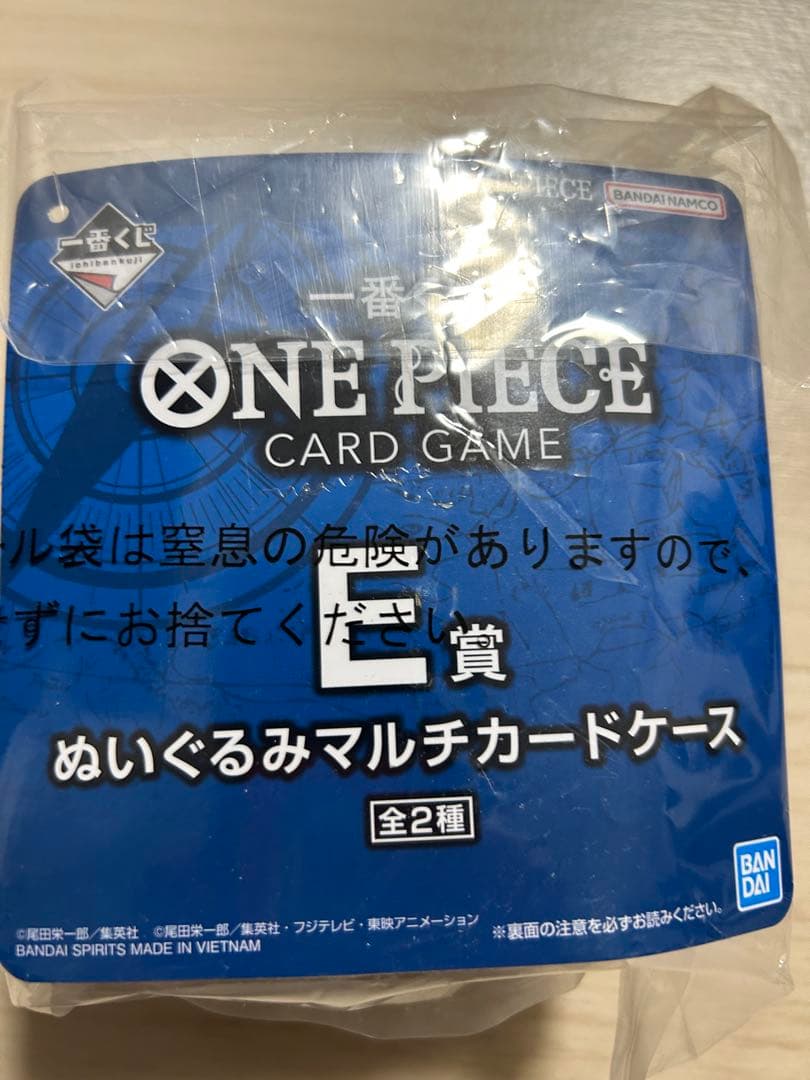 PIECE
BANDAI NAMCO
一番くじ
ichibankuji
一番く
ONE PIECE
CARD GAME
ル袋は窒息の危険がありますので、
ずにお捨てください。
E賞
ぬいぐるみマルチカードケース
全2種
BAN
DAI
©尾田栄一郎／集英社 ©尾田栄一郎／集英社・フジテレビ・東映アニメーション
※裏面の注意を必ずお読みください。
BANDAI SPIRITS MADE IN VIETNAM